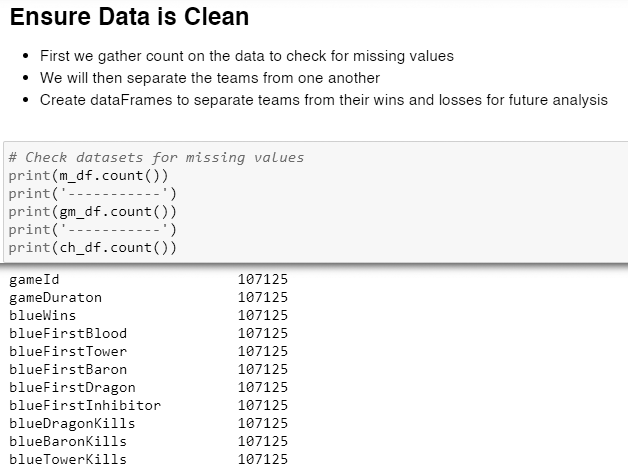 Ensure Data is Clean
• First we gather count on the data to check for missing values
• We will then separate the teams from one another
• Create dataFrames to separate teams from their wins and losses for future analysis
# Check datasets for missing values
print(m_df.count())
print('-----------')
print(gm_df.count())
print('-----------')
print(ch_df.count())
gameId 107125
gameDuraton 107125
blueWins 107125
blueFirstBlood 107125
blueFirstTower 107125
blueFirstBaron 107125
blueFirstDragon 107125
blueFirstInhibitor 107125
blueDragonKills 107125
blueBaronKills 107125
blueTowerKills 107125